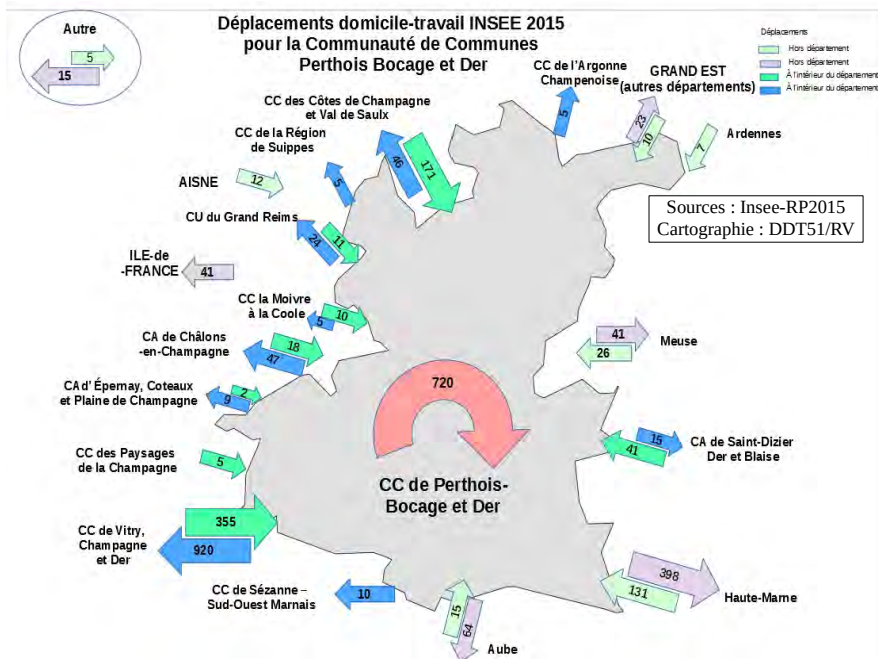 Déplacements domicile-travail INSEE 2015
pour la Communauté de Communes
Perthois Bocage et Der
Autre
5
15
Déplacements
Hors département
Hors département
À l'intérieur du département
À l'intérieur du département
CC de l'Argonne
Champenoise
5
GRAND EST
(autres départements)
23
10
Ardennes
7
CC des Côtes de Champagne
et Val de Saulx
46
171
CC de la Région
de Suippes
5
AISNE
12
Sources : Insee-RP2015
Cartographie : DDT51/RV
CU du Grand Reims
24
11
ILE-de
-FRANCE
41
CC la Moivre
à la Coole
5
10
CA de Châlons
-en-Champagne
18
47
Meuse
41
26
CA d' Épernay, Coteaux
et Plaine de Champagne
2
9
720
CA de Saint-Dizier
Der et Blaise
15
41
CC des Paysages
de la Champagne
5
CC de Perthois-
Bocage et Der
CC de Vitry,
Champagne
et Der
355
920
CC de Sézanne –
Sud-Ouest Marnais
10
15
64
Aube
398
131
Haute-Marne